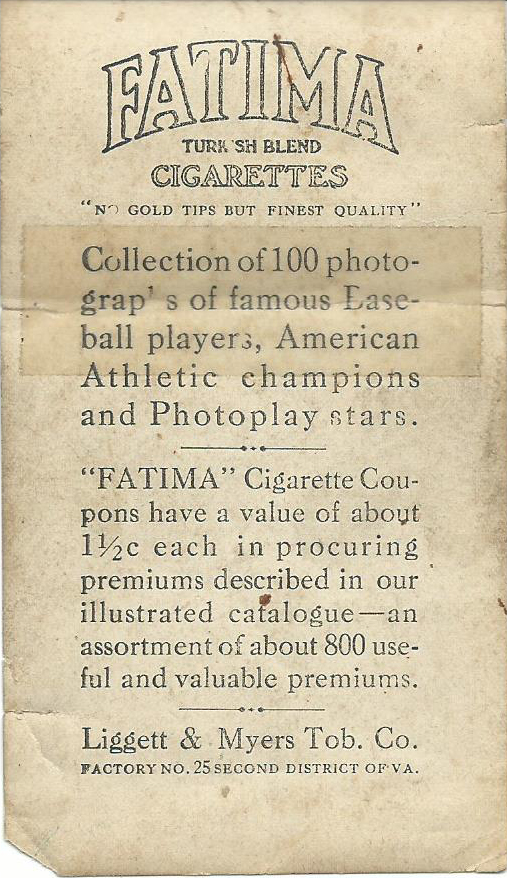 FATIMA
TURKISH BLEND
CIGARETTES
"NO GOLD TIPS BUT FINEST QUALITY"
Collection of 100 photo-
graphs of famous Base-
ball players, American
Athletic champions
and Photoplay stars.
"FATIMA" Cigarette Cou-
pons have a value of about
1½c each in procuring
premiums described in our
illustrated catalogue—an
assortment of about 800 use-
ful and valuable premiums.
Liggett & Myers Tob. Co.
FACTORY NO. 25 SECOND DISTRICT OF VA.